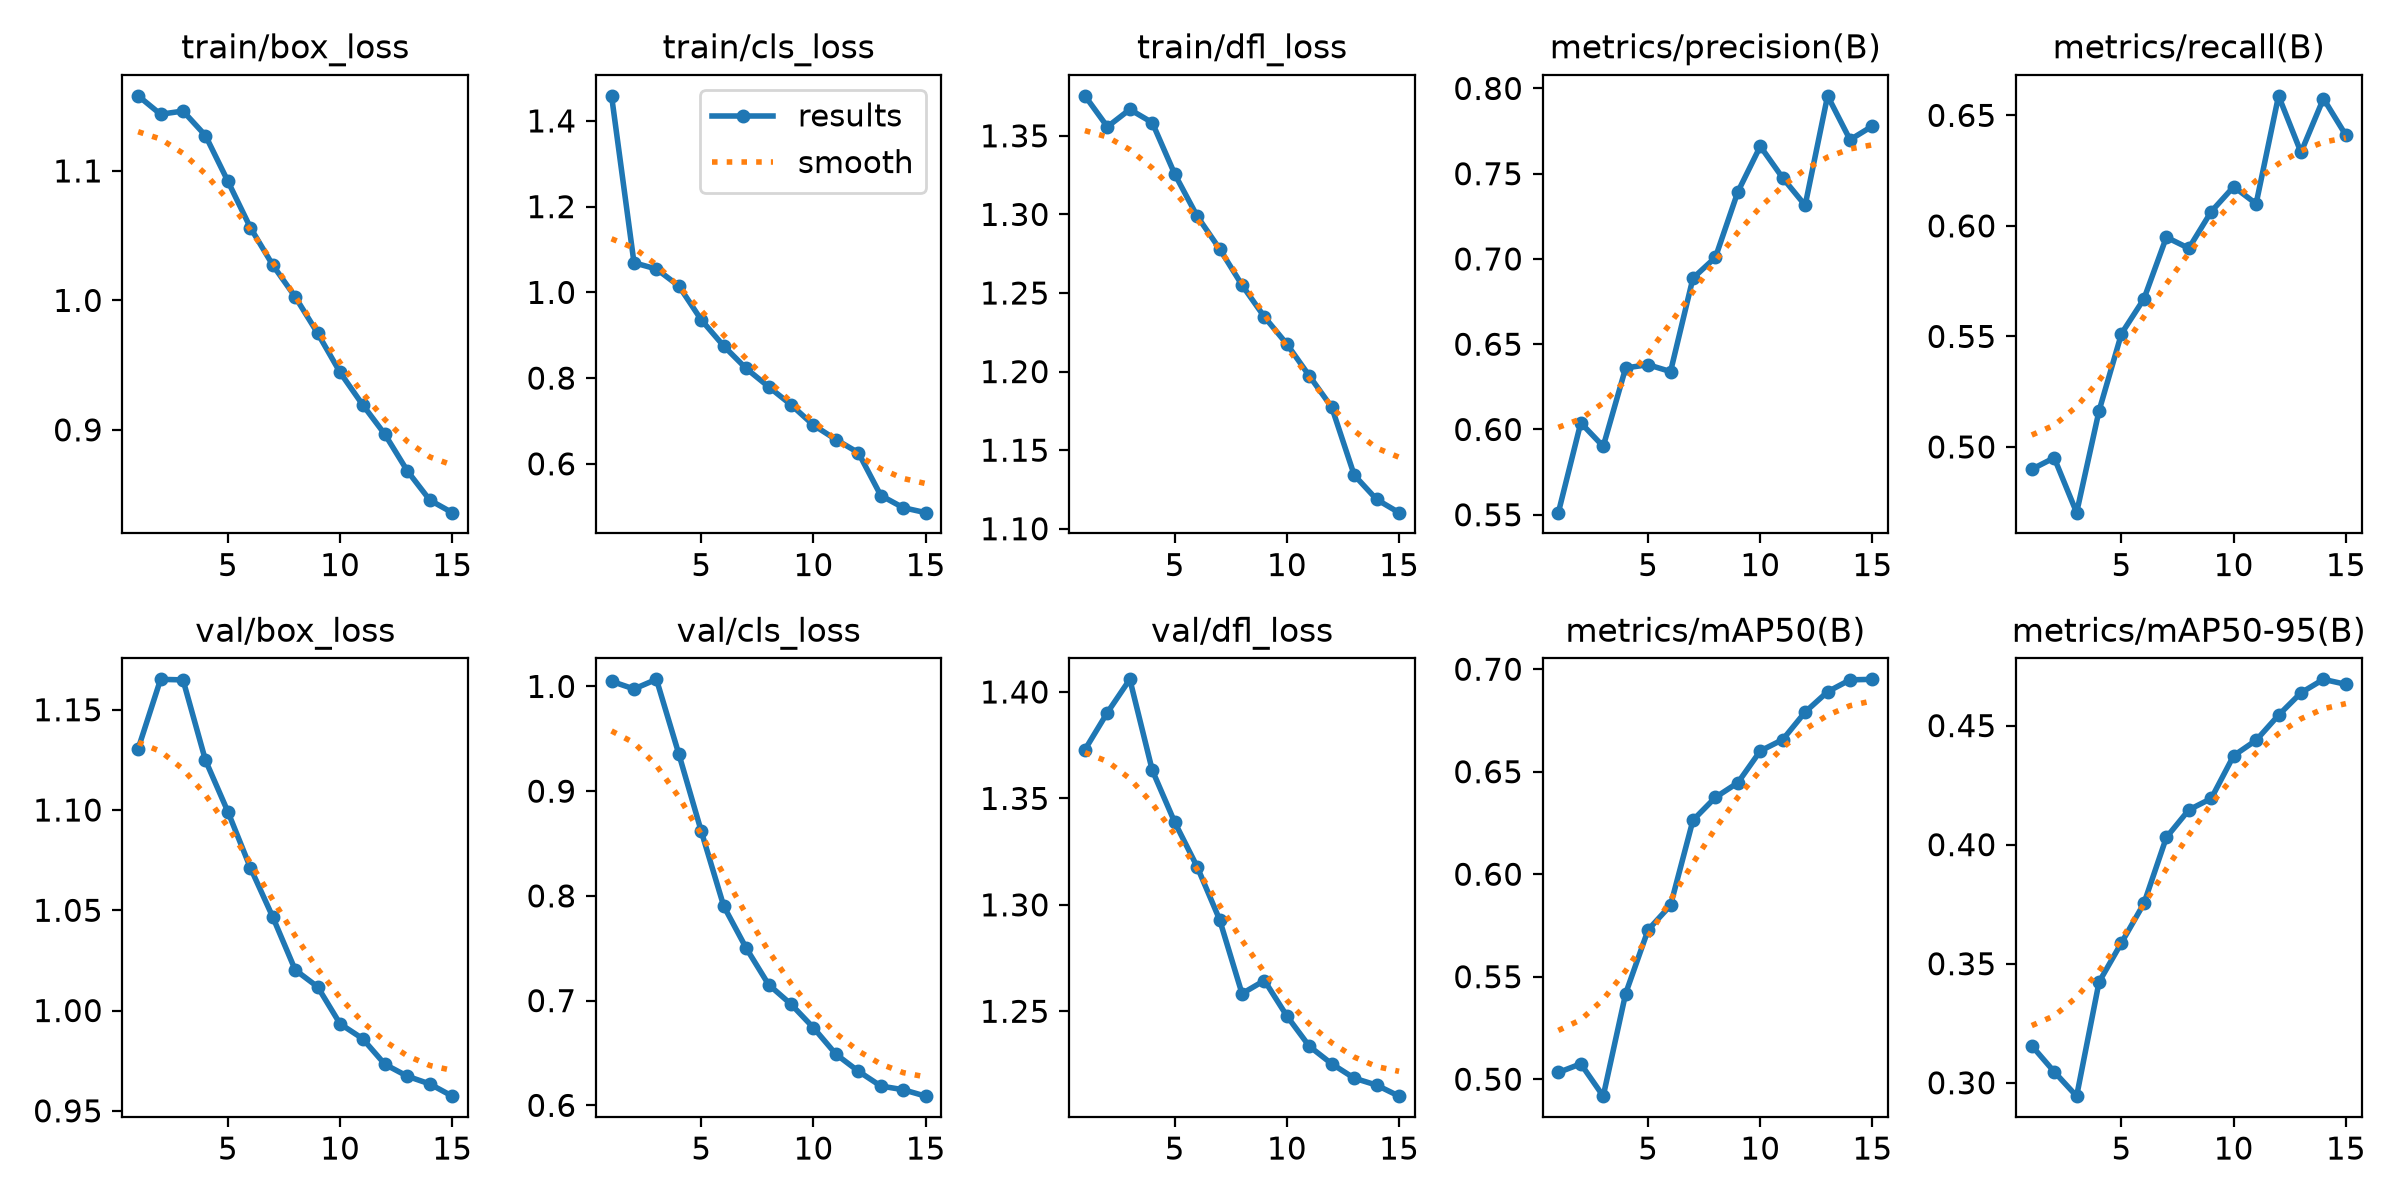 train/box_loss
1.1
1.0
0.9
5 10 15
train/cls_loss
results
smooth
1.4
1.2
1.0
0.8
0.6
5 10 15
train/dfl_loss
1.35
1.30
1.25
1.20
1.15
1.10
5 10 15
metrics/precision(B)
0.80
0.75
0.70
0.65
0.60
0.55
5 10 15
metrics/recall(B)
0.65
0.60
0.55
0.50
5 10 15
val/box_loss
1.15
1.10
1.05
1.00
0.95
5 10 15
val/cls_loss
1.0
0.9
0.8
0.7
0.6
5 10 15
val/dfl_loss
1.40
1.35
1.30
1.25
5 10 15
metrics/mAP50(B)
0.70
0.65
0.60
0.55
0.50
5 10 15
metrics/mAP50-95(B)
0.45
0.40
0.35
0.30
5 10 15